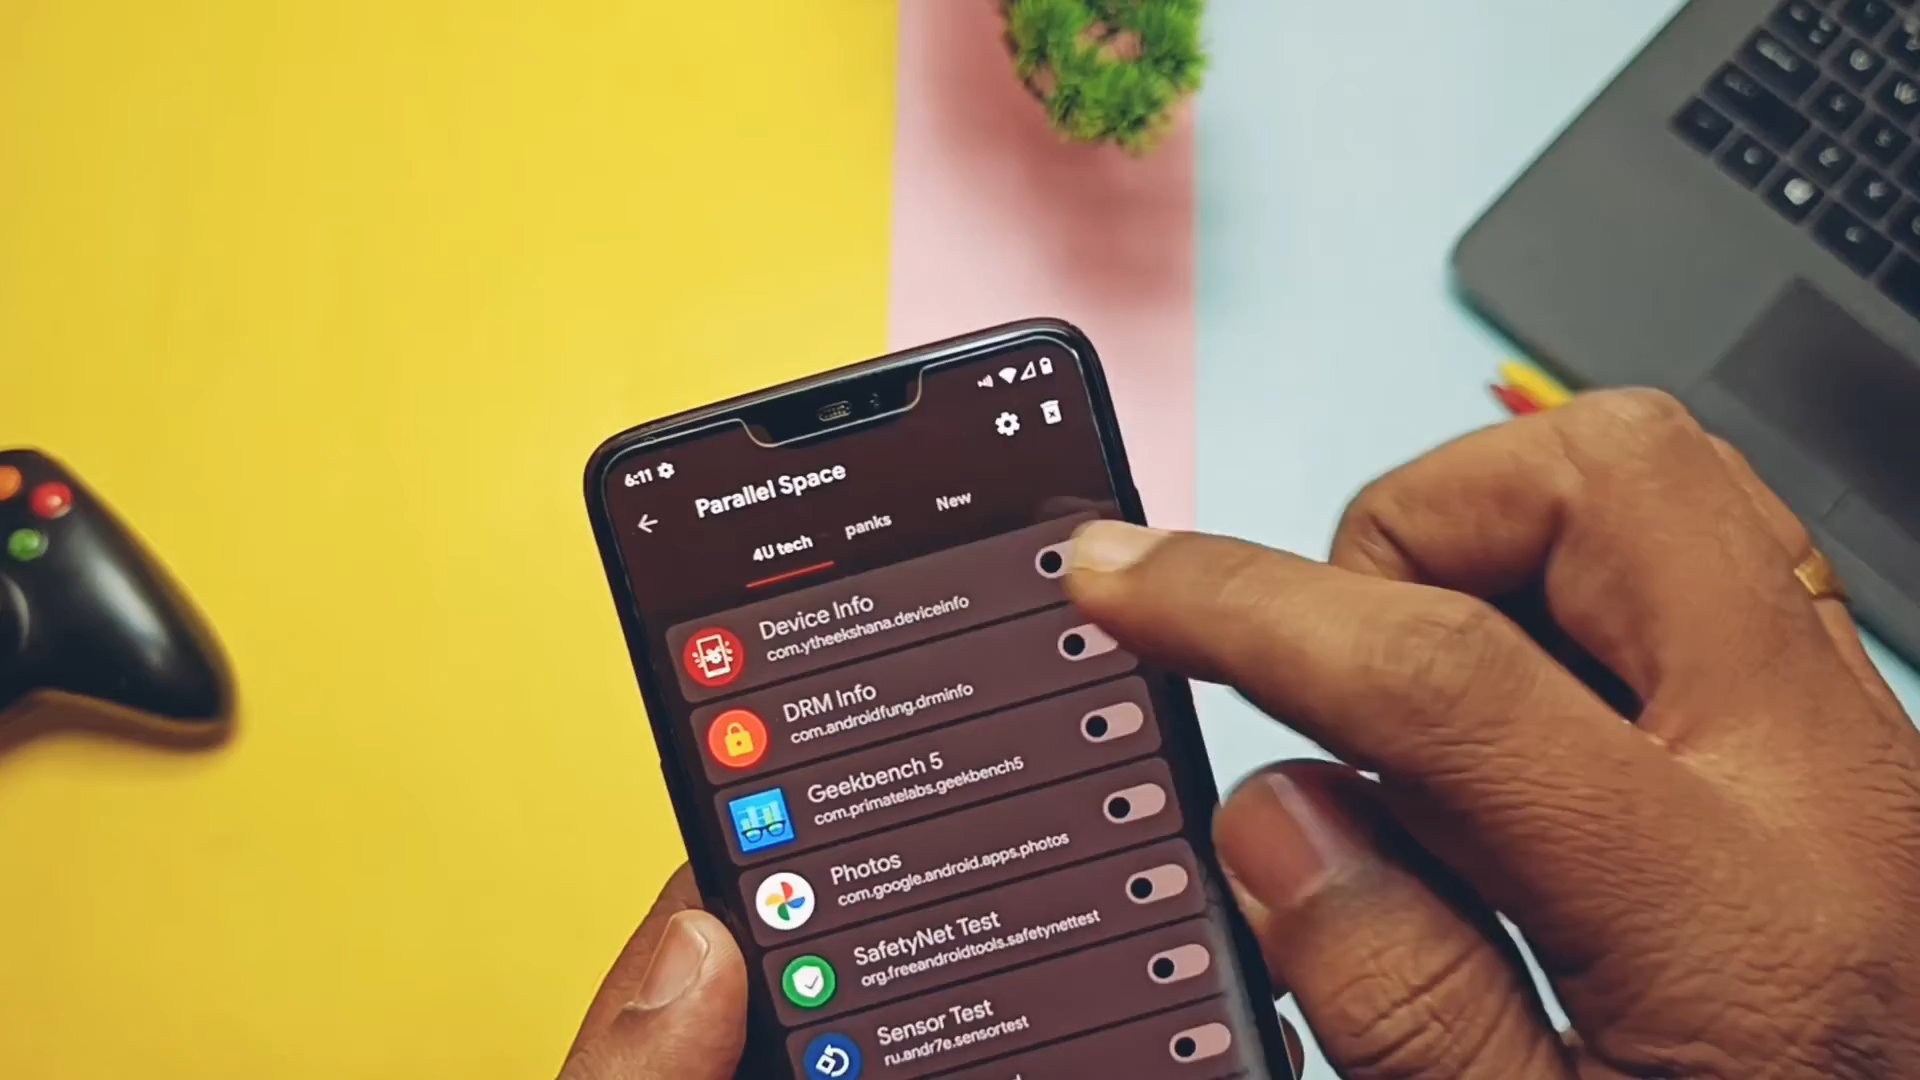 6:11
Parallel Space
4U tech
panks
New
Device Info
com.ytheekshana.deviceinfo
DRM Info
com.androidfung.drminfo
Geekbench 5
com.primatelabs.geekbench5
Photos
com.google.android.apps.photos
SafetyNet Test
org.freeandroidtools.safetynettest
Sensor Test
ru.andr7e.sensortest